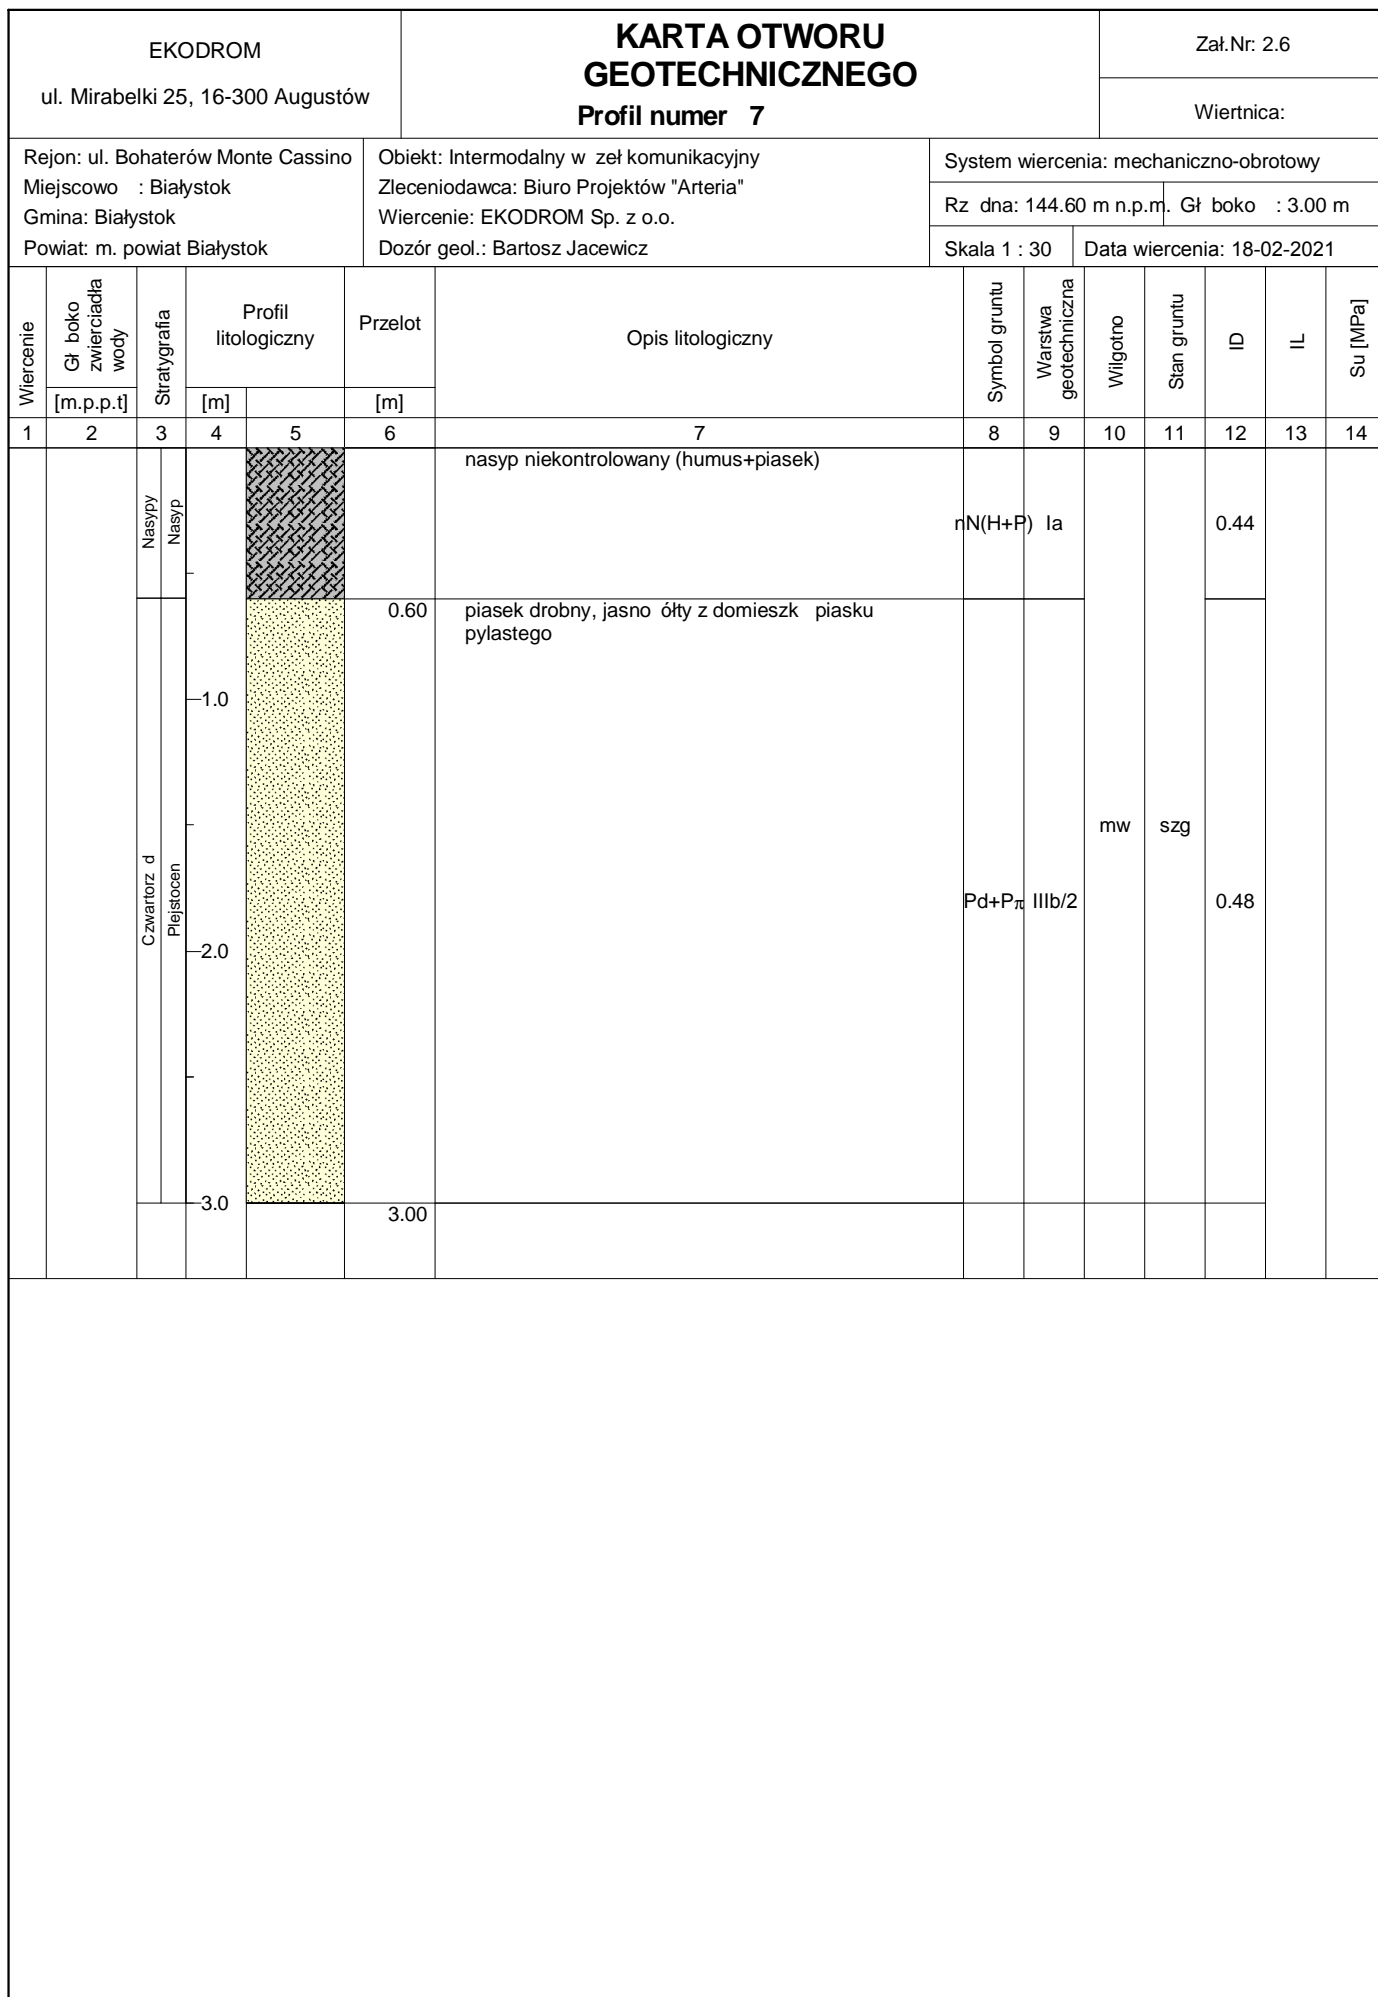 EKODROM
ul. Mirabelki 25, 16-300 Augustów
KARTA OTWORU
GEOTECHNICZNEGO
Profil numer 7
Zał.Nr: 2.6
Wiertnica:
Rejon: ul. Bohaterów Monte Cassino
Miejscowo : Białystok
Gmina: Białystok
Powiat: m. powiat Białystok
Obiekt: Intermodalny w zeł komunikacyjny
Zleceniodawca: Biuro Projektów "Arteria"
Wiercenie: EKODROM Sp. z o.o.
Dozór geol.: Bartosz Jacewicz
System wiercenia: mechaniczno-obrotowy
Rz dna: 144.60 m n.p.m. Gł boko : 3.00 m
Skala 1 : 30 Data wiercenia: 18-02-2021
Wiercenie
Gł boko
zwierciadła
wody
[m.p.p.t]
Stratygrafia
Profil
litologiczny
[m]
Przelot
[m]
Opis litologiczny
Symbol gruntu
Warstwa
geotechniczna
Wilgotno
Stan gruntu
ID
IL
Su [MPa]
1 2 3 4 5 6 7 8 9 10 11 12 13 14
Nasypy
Nasyp
nasyp niekontrolowany (humus+piasek)
nN(H+P) Ia 0.44
0.60 piasek drobny, jasno ółty z domieszk piasku
pylastego
1.0
mw szg
Czwartorz d
Plejstocen
Pd+Pπ IIIb/2 0.48
2.0
3.0
3.00